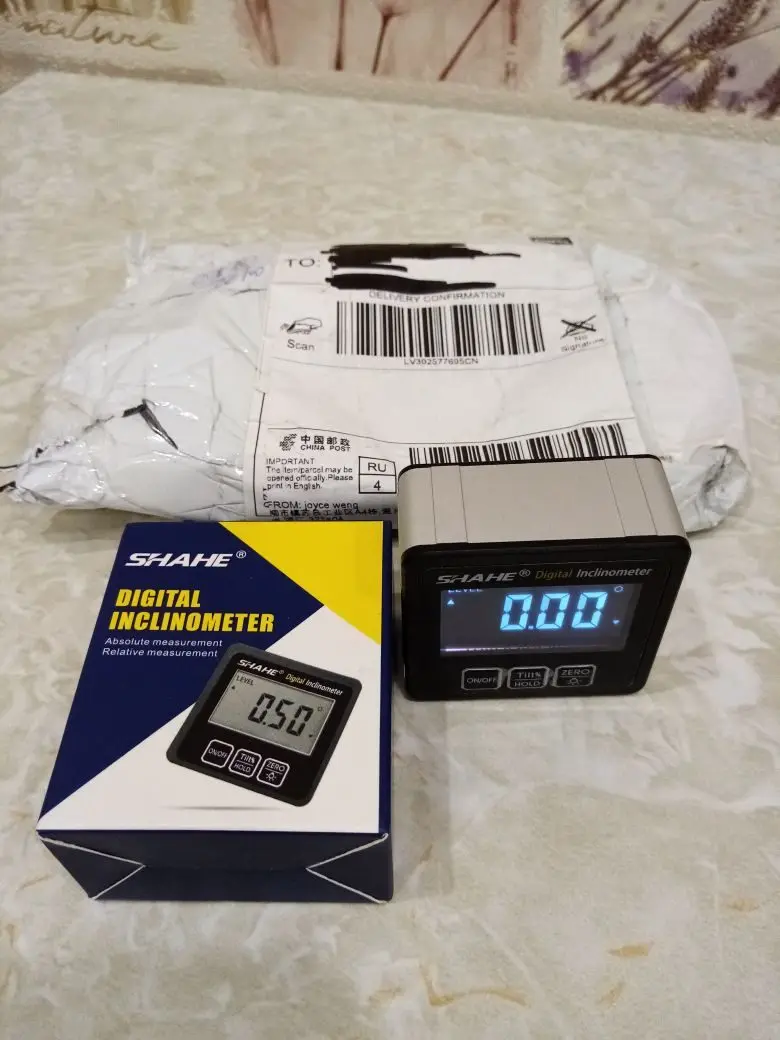 nature
TO:
DELIVERY CONFIRMATION
Scan
No
Signature
LV392577695CN
中国邮政
CHINA POST
IMPORTANT
The item/parcel may be
opened officially.Please
print in English.
RU
4
FROM: joyce weng
SHAHE® Digital Inclinometer
LEVEL
0.00°
ON/OFF
Tilt%
HOLD
ZERO
SHAHE®
DIGITAL
INCLINOMETER
Absolute measurement
Relative measurement
SHAHE® Digital Inclinometer
LEVEL
0.50°
ON/OFF
Tilt%
HOLD
ZERO